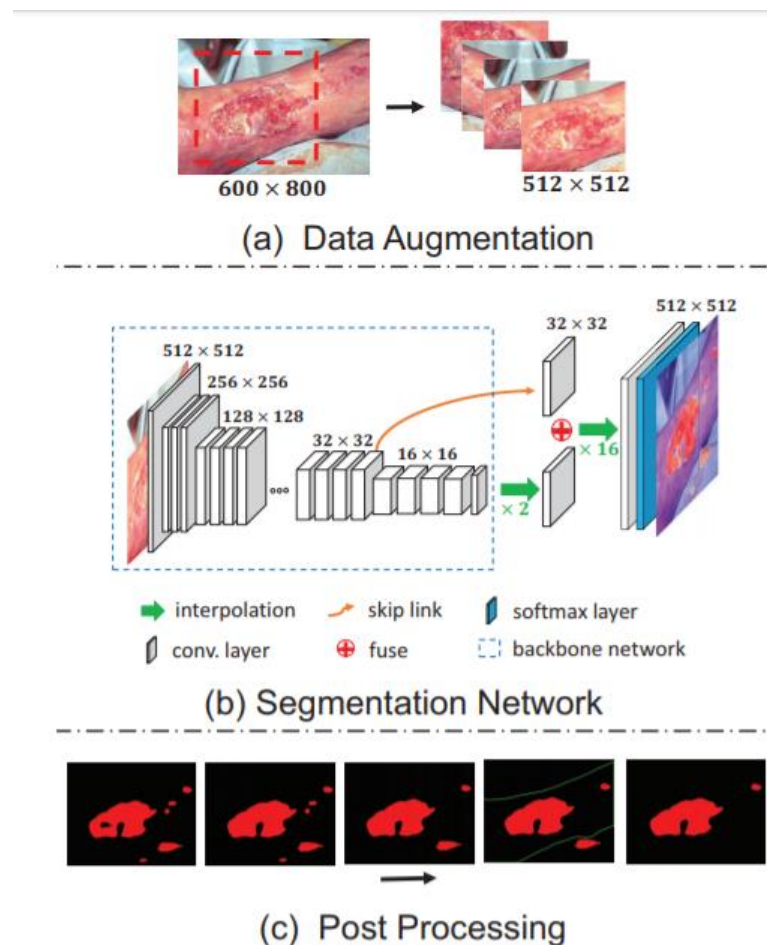 600 × 800
512 × 512
(a) Data Augmentation
512 × 512
256 × 256
128 × 128
32 × 32
16 × 16
× 2
32 × 32
× 16
512 × 512
interpolation
skip link
softmax layer
conv. layer
fuse
backbone network
(b) Segmentation Network
(c) Post Processing